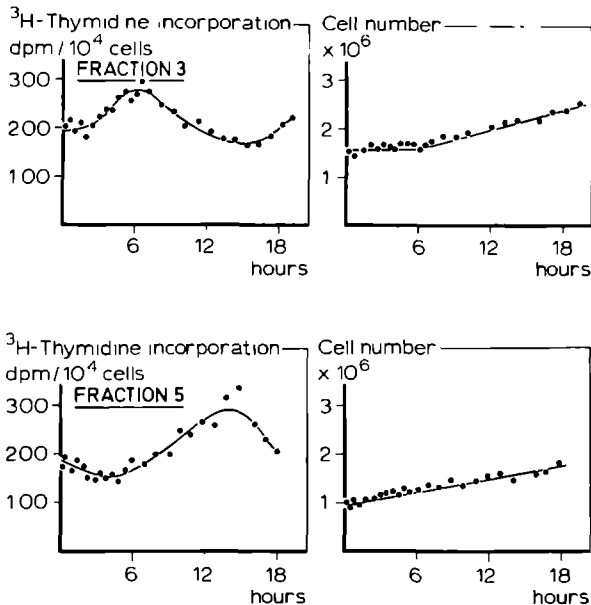 ³H-Thymidine incorporation
dpm/10⁴ cells
FRACTION 3
300
200
100
6 12 18
hours
Cell number
x 10⁶
3
2
1
6 12 18
hours
³H-Thymidine incorporation
dpm/10⁴ cells
FRACTION 5
300
200
100
6 12 18
hours
Cell number
x 10⁶
3
2
1
6 12 18
hours